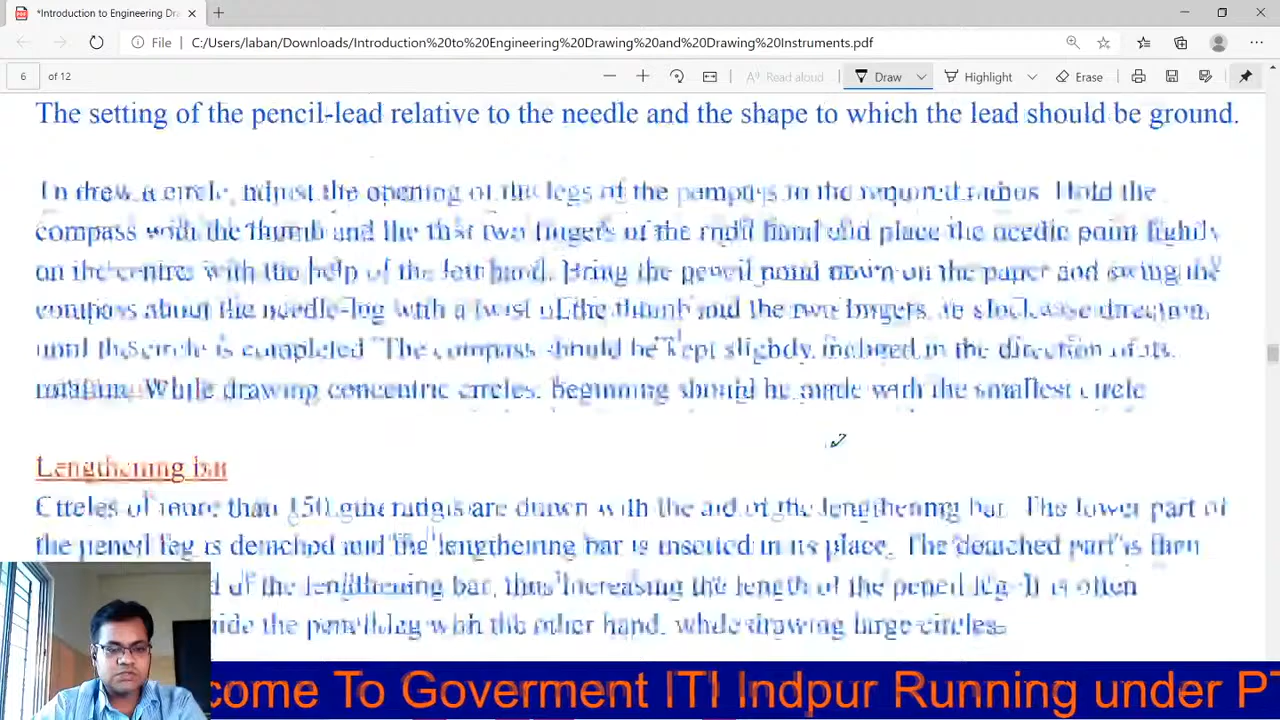 *Introduction to Engineering Dra
File
C:/Users/laban/Downloads/Introduction%20to%20Engineering%20Drawing%20and%20Drawing%20Instruments.pdf
6 of 12
Read aloud
Draw
Highlight
Erase
The setting of the pencil-lead relative to the needle and the shape to which the lead should be ground.
a circle, adjust the opening of the legs of the to the required radius. Hold the
compass with the thumb and the two fingers of the right hand and place the needle point lightly
on the centre with the help of the left hand. Bring the pencil point down on the paper and swing the
compass about the needle-leg with a twist of the thumb and the two fingers, in clockwise direction,
until the circle is completed. The compass should be kept slightly inclined in the direction of its
rotation. While drawing concentric circles, beginning should be made with the smallest circle
Lengthening bar
Circles of more than 150 radius are drawn with the aid of the lengthening bar. The lower part of
the pencil leg is detached and the lengthening bar is inserted in its place. The detached part is then
d of the lengthening bar, thus increasing the length of the pencil leg. It is often
the pencil leg with the other hand, while drawing large circles.
come To Goverment ITI Indpur Running under PT